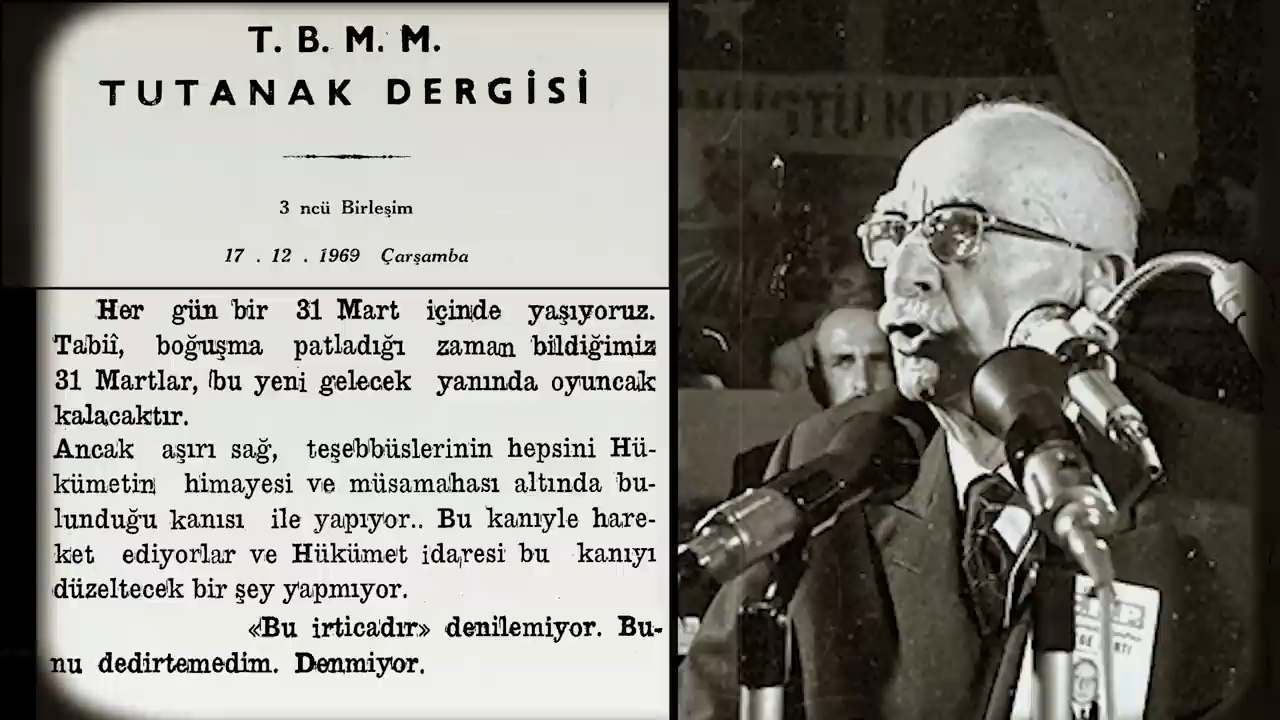 T. B. M. M.
TUTANAK DERGİSİ
3 ncü Birleşim
17 . 12 . 1969 Çarşamba
Her gün bir 31 Mart içinde yaşıyoruz.
Tabiî, boğuşma patladığı zaman bildiğimiz
31 Martlar, bu yeni gelecek yanında oyuncak
kalacaktır.
Ancak aşırı sağ, teşebbüslerinin hepsini Hü-
kümetin himayesi ve müsamahası altında bu-
lunduğu kanısı ile yapıyor.. Bu kanıyle hare-
ket ediyorlar ve Hükümet idaresi bu kanıyı
düzeltecek bir şey yapmıyor.
«Bu irticadır» denilemiyor. Bu-
nu dedirtemedim. Denmiyor.